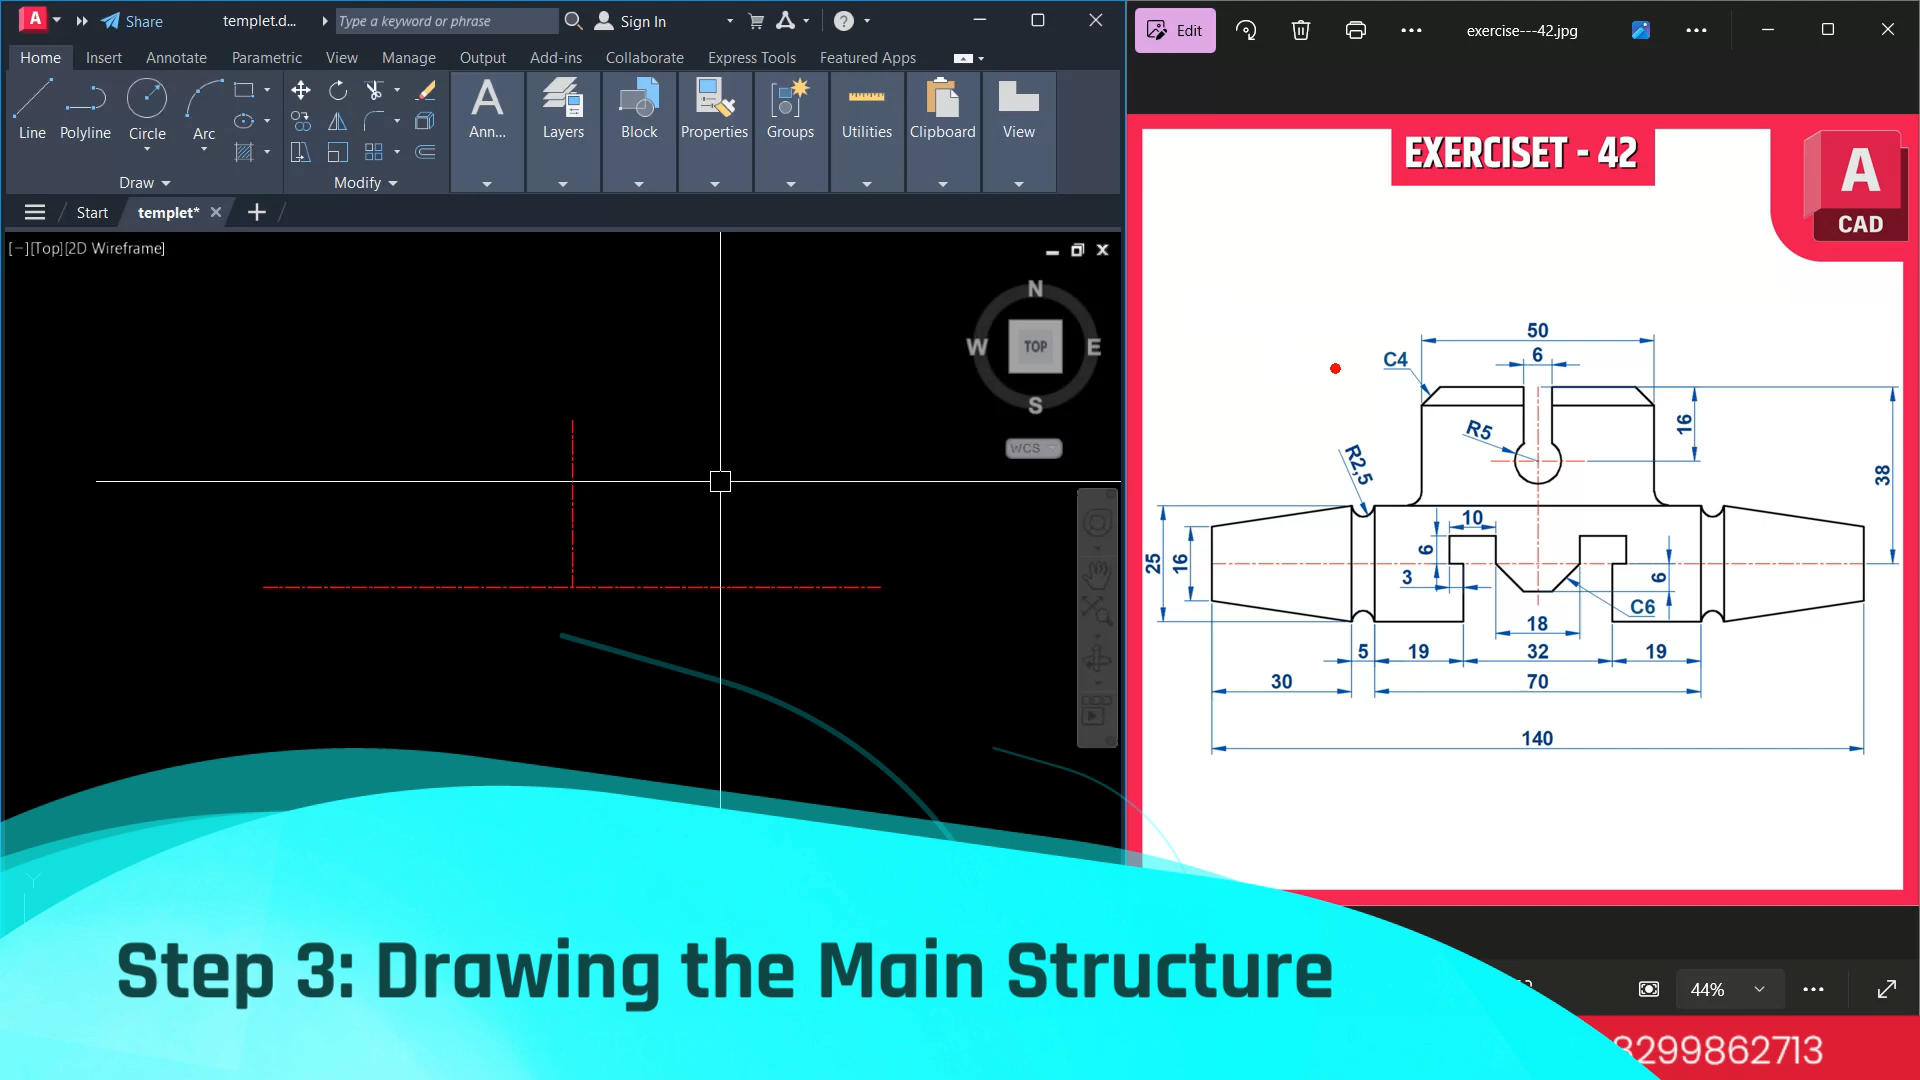 A Share templet.d... Type a keyword or phrase Sign In
Home Insert Annotate Parametric View Manage Output Add-ins Collaborate Express Tools Featured Apps
Line Polyline Circle Arc
Ann... Layers Block Properties Groups Utilities Clipboard View
Draw Modify
Start templet*
[−][Top][2D Wireframe]
N
W TOP E
S
WCS
Y
Edit exercise---42.jpg
EXERCISET - 42
A
CAD
50
C4 6
R5 16
R2,5 38
10
25 16 6
3 6
C6
18
5 19 32 19
30 70
140
Step 3: Drawing the Main Structure
44%
8299862713